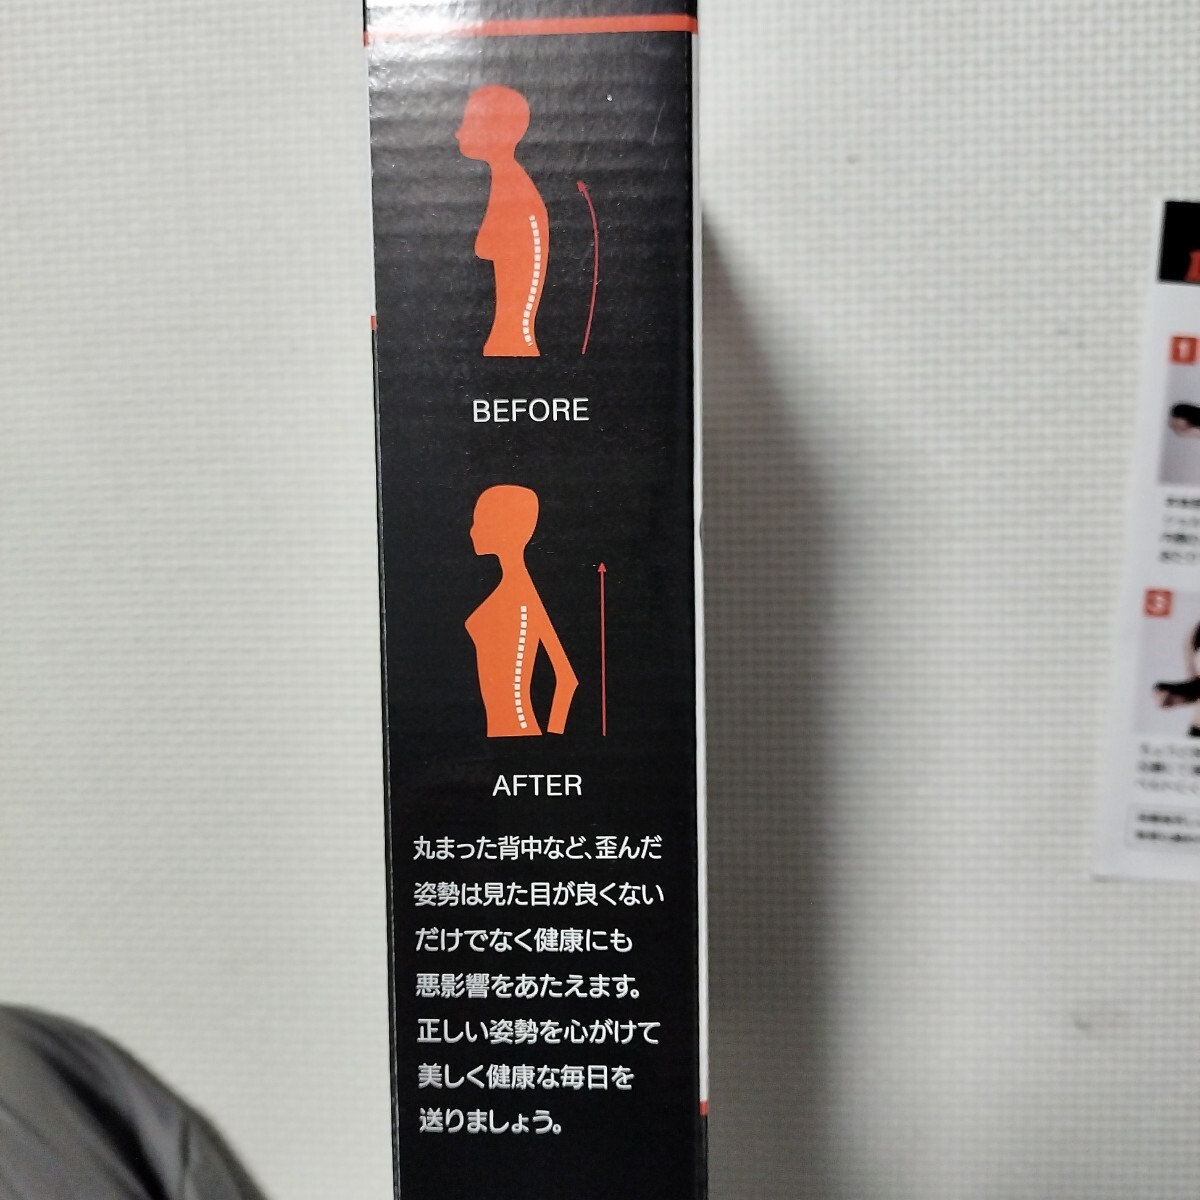 BEFORE
AFTER
丸まった背中など、歪んだ
姿勢は見た目が良くない
だけでなく健康にも
悪影響をあたえます。
正しい姿勢を心がけて
美しく健康な毎日を
送りましょう。
1
3